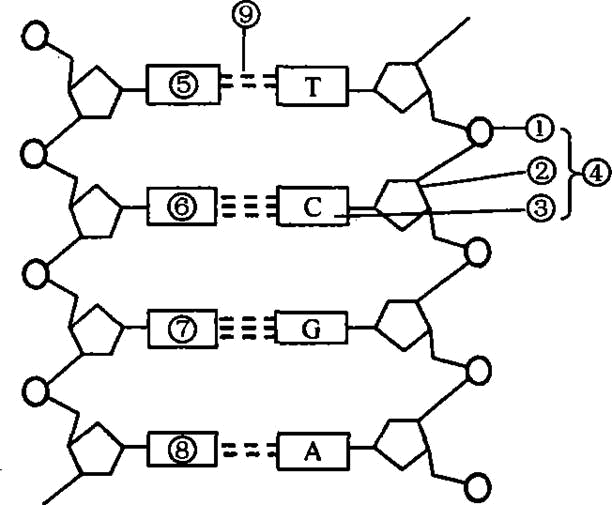 ⑨
⑤ T
①
② ④
⑥ C ③
⑦ G
⑧ A